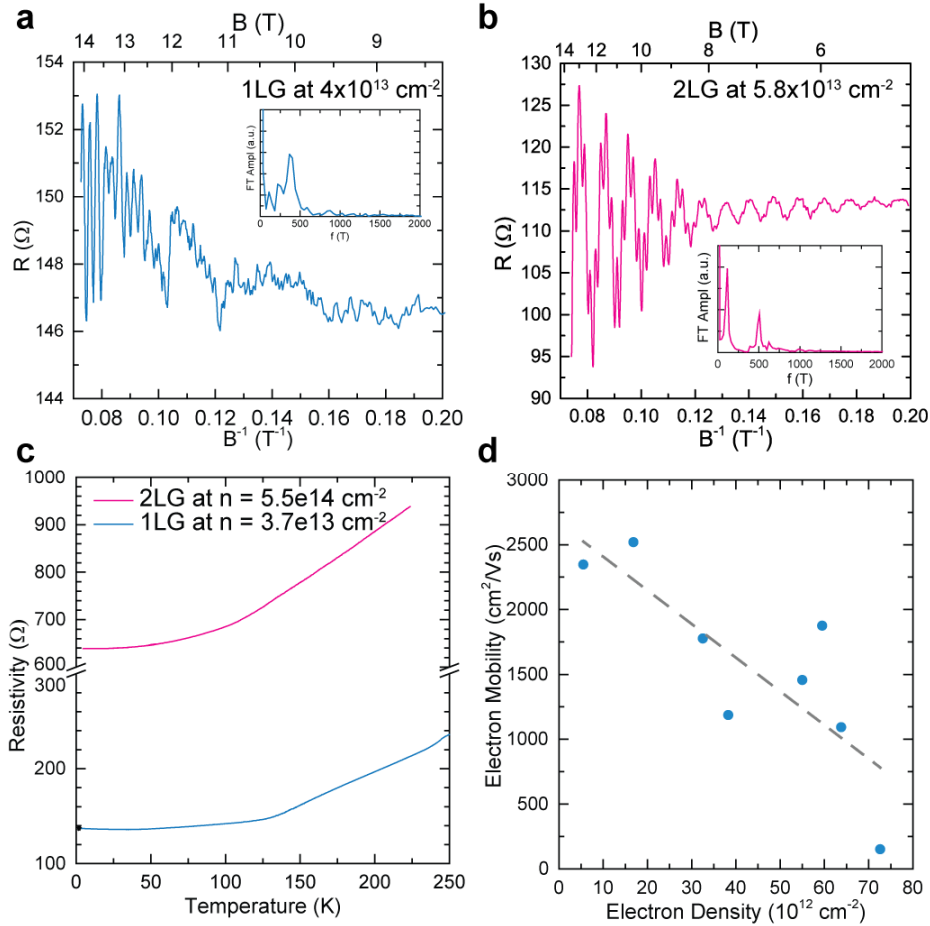 a
B (T)
14 13 12 11 10 9
1LG at 4x10¹³ cm⁻²
R (Ω)
154
152
150
148
146
144
FT Ampl (a.u.)
500 1000 1500 2000
f (T)
0.08 0.10 0.12 0.14 0.16 0.18 0.20
B⁻¹ (T⁻¹)
b
B (T)
14 12 10 8 6
2LG at 5.8x10¹³ cm⁻²
R (Ω)
130
125
120
115
110
105
100
95
90
FT Ampl (a.u.)
0 500 1000 1500 2000
f (T)
0.08 0.10 0.12 0.14 0.16 0.18 0.20
B⁻¹ (T⁻¹)
c
2LG at n = 5.5e14 cm⁻²
1LG at n = 3.7e13 cm⁻²
Resistivity (Ω)
1000
900
800
700
600
300
200
100
0 50 100 150 200 250
Temperature (K)
d
Electron Mobility (cm²/Vs)
3000
2500
2000
1500
1000
500
0
0 10 20 30 40 50 60 70 80
Electron Density (10¹² cm⁻²)